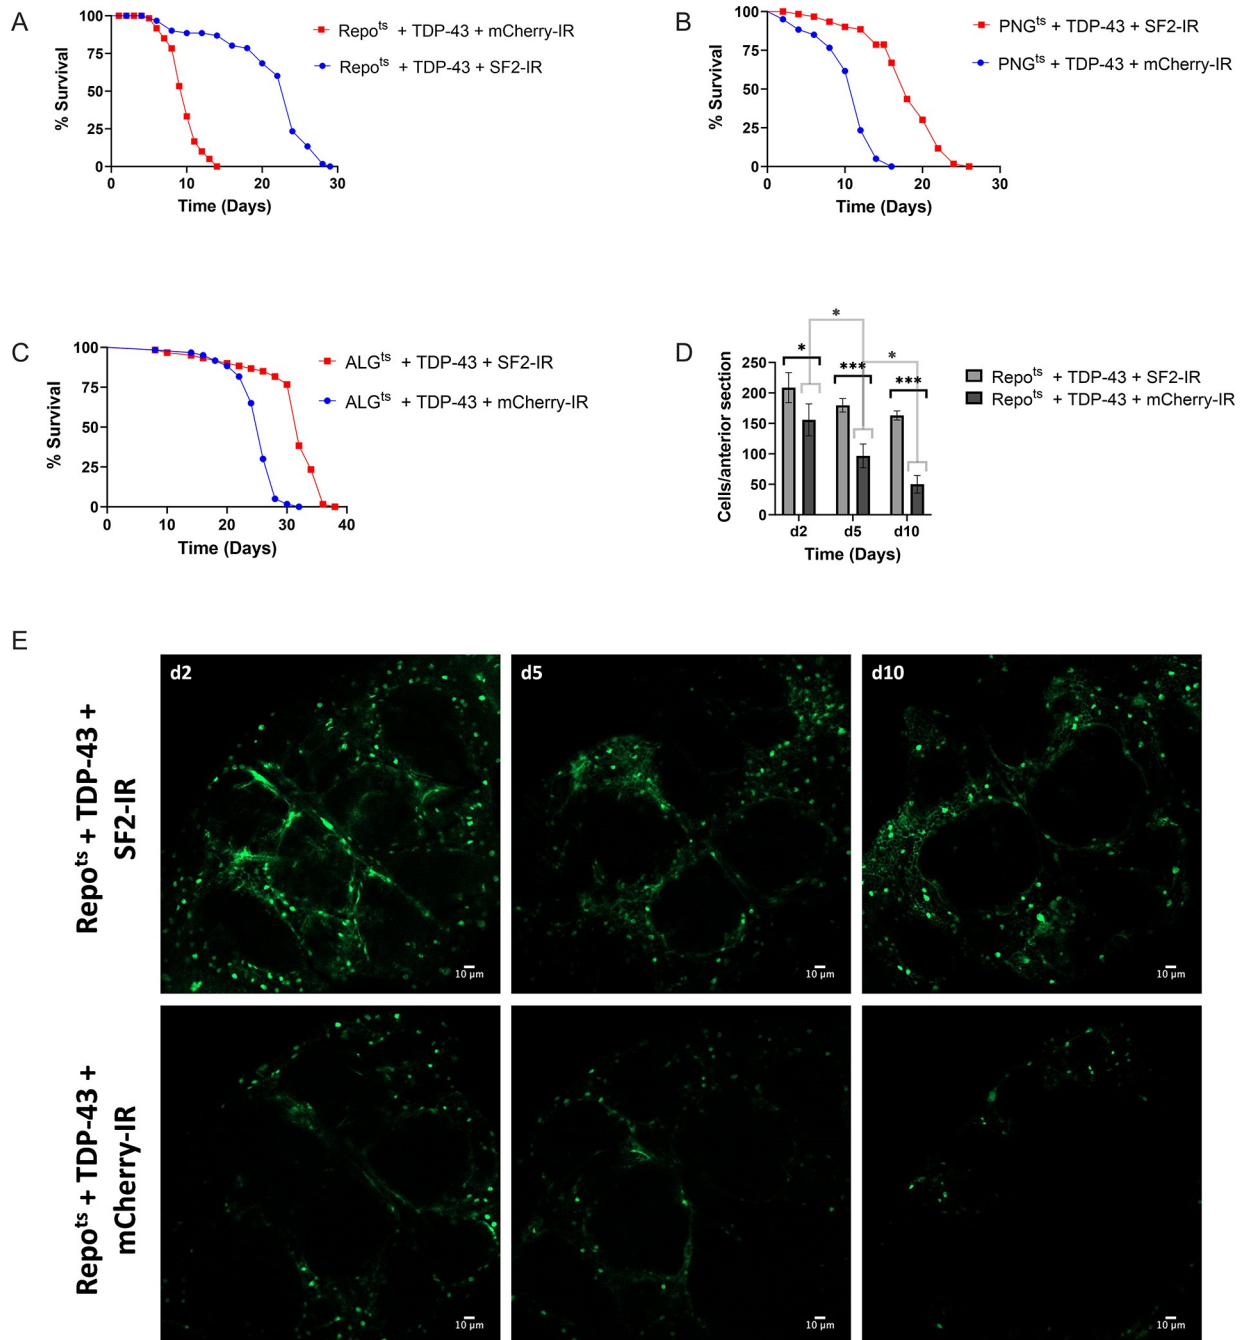 A
100
75
50
25
0
% Survival
0
10
20
30
Time (Days)
Repoᵗˢ + TDP-43 + mCherry-IR
Repoᵗˢ + TDP-43 + SF2-IR
B
100
75
50
25
0
% Survival
0
10
20
30
Time (Days)
PNGᵗˢ + TDP-43 + SF2-IR
PNGᵗˢ + TDP-43 + mCherry-IR
C
100
75
50
25
0
% Survival
0
10
20
30
40
Time (Days)
ALGᵗˢ + TDP-43 + SF2-IR
ALGᵗˢ + TDP-43 + mCherry-IR
D
250
200
150
100
50
0
Cells/anterior section
*
*
***
*
***
d2
d5
d10
Time (Days)
Repoᵗˢ + TDP-43 + SF2-IR
Repoᵗˢ + TDP-43 + mCherry-IR
E
Repoᵗˢ + TDP-43 +
SF2-IR
d2
10 µm
d5
10 µm
d10
10 µm
Repoᵗˢ + TDP-43 +
mCherry-IR
10 µm
10 µm
10 µm